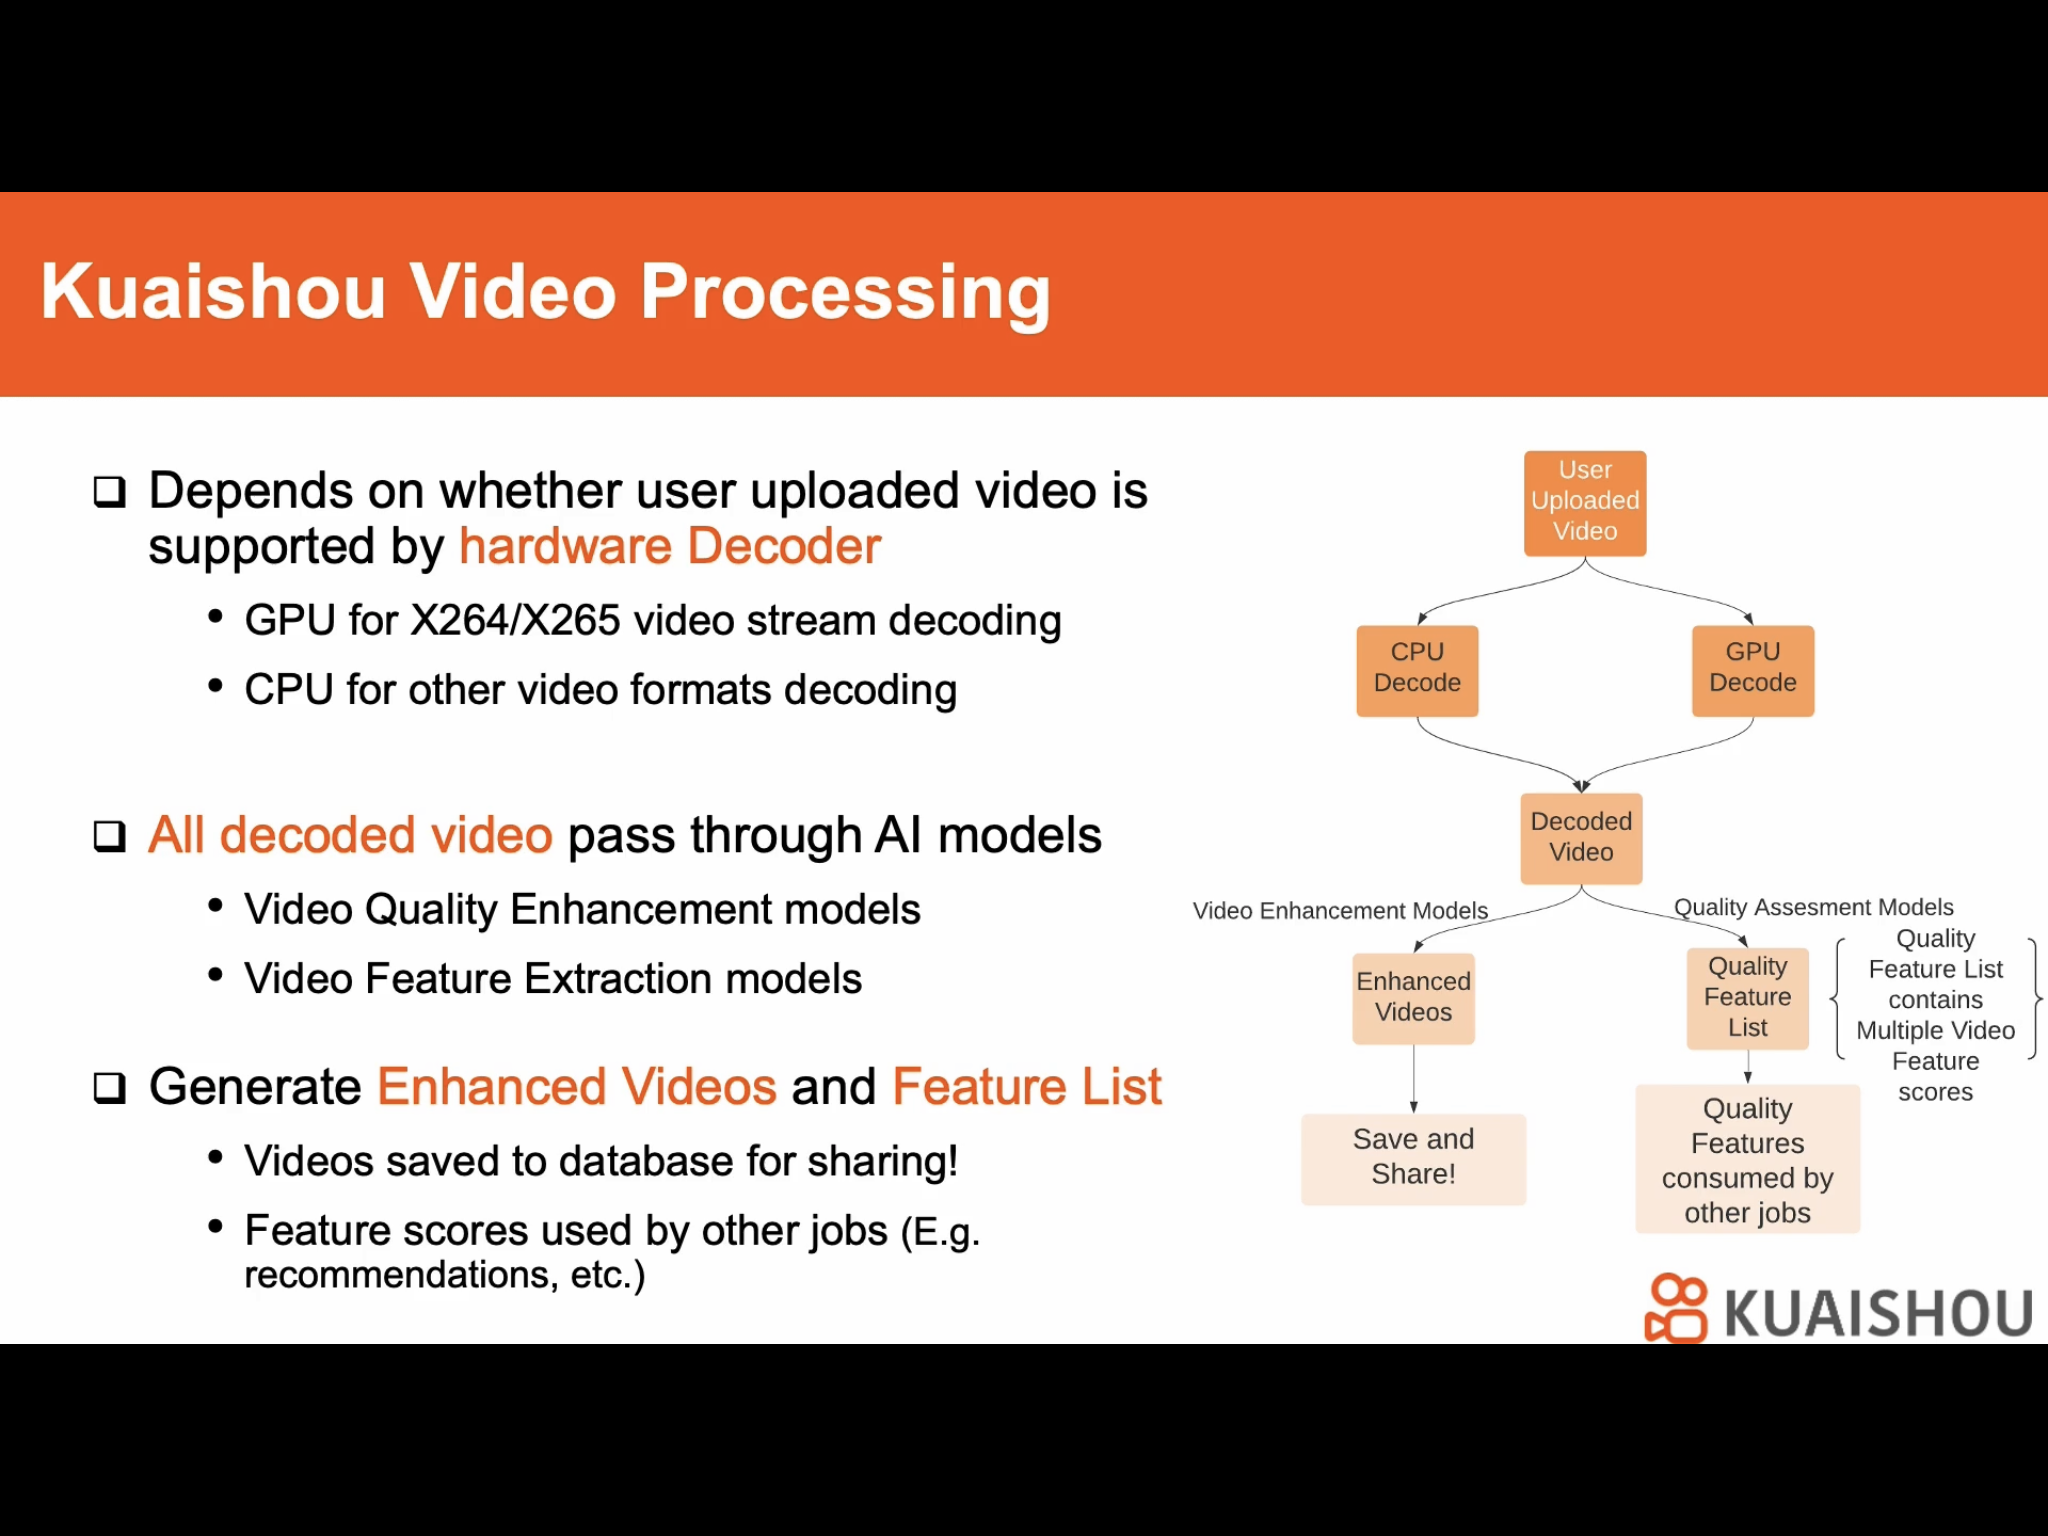 Kuaishou Video Processing
Depends on whether user uploaded video is
supported by hardware Decoder
• GPU for X264/X265 video stream decoding
• CPU for other video formats decoding
All decoded video pass through AI models
• Video Quality Enhancement models
• Video Feature Extraction models
Generate Enhanced Videos and Feature List
• Videos saved to database for sharing!
• Feature scores used by other jobs (E.g.
recommendations, etc.)
User
Uploaded
Video
CPU
Decode
GPU
Decode
Decoded
Video
Video Enhancement Models
Quality Assesment Models
Enhanced
Videos
Quality
Feature
List
Quality
Feature List
contains
Multiple Video
Feature
scores
Save and
Share!
Quality
Features
consumed by
other jobs
KUAISHOU